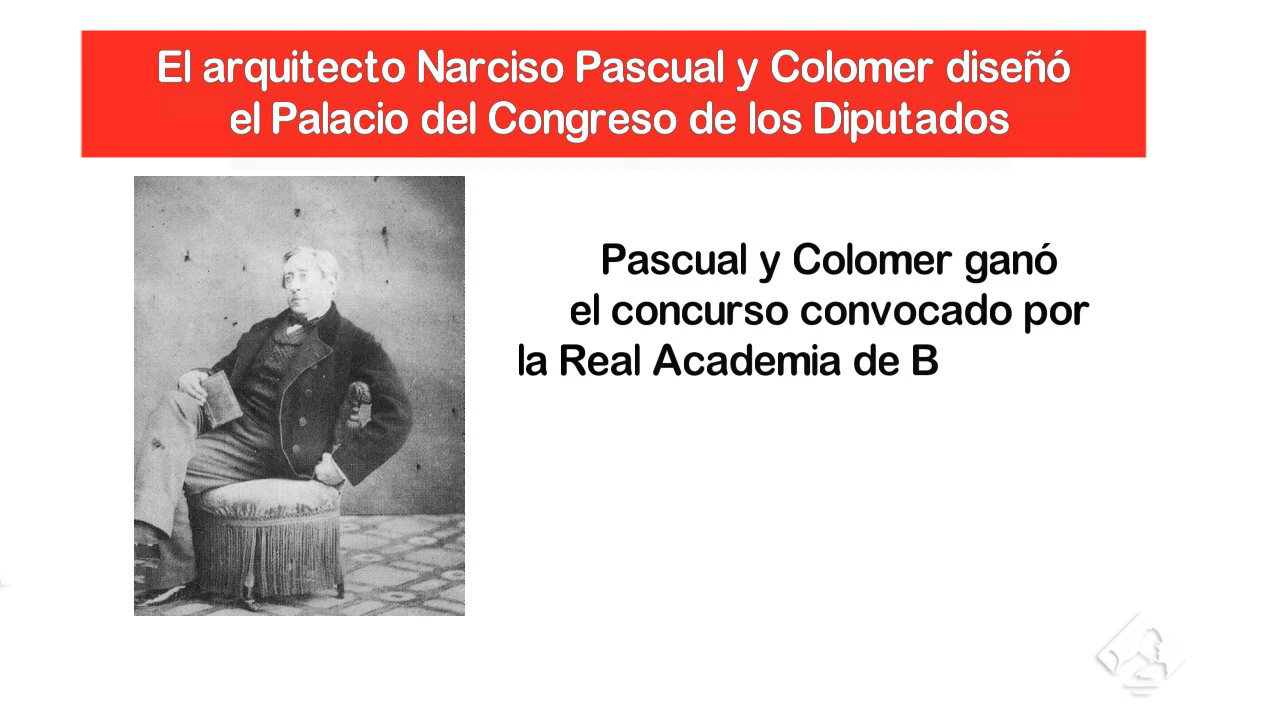 El arquitecto Narciso Pascual y Colomer diseñó
el Palacio del Congreso de los Diputados
Pascual y Colomer ganó
el concurso convocado por
la Real Academia de B